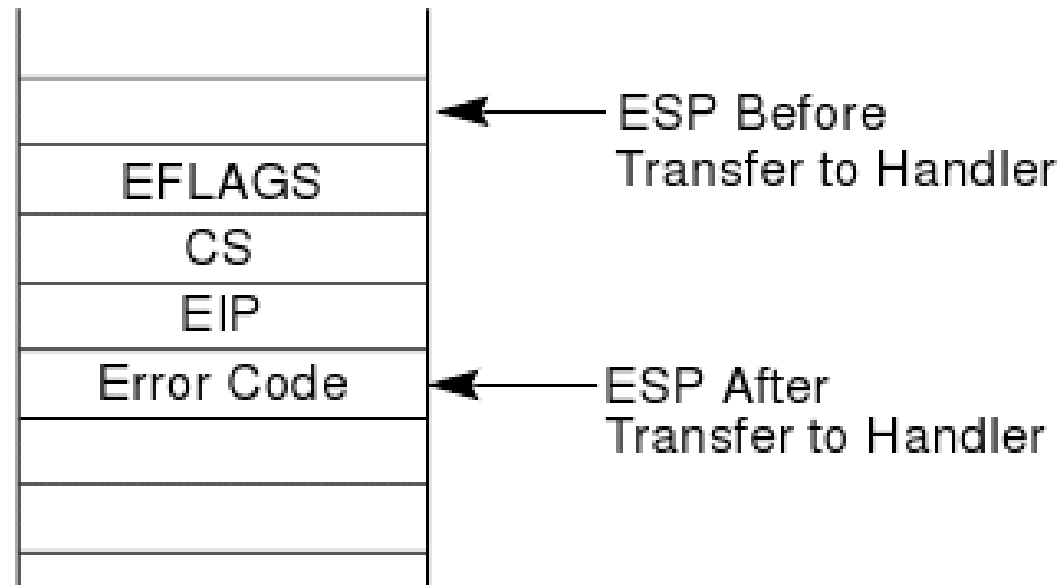 ESP Before
Transfer to Handler
EFLAGS
CS
EIP
Error Code
ESP After
Transfer to Handler